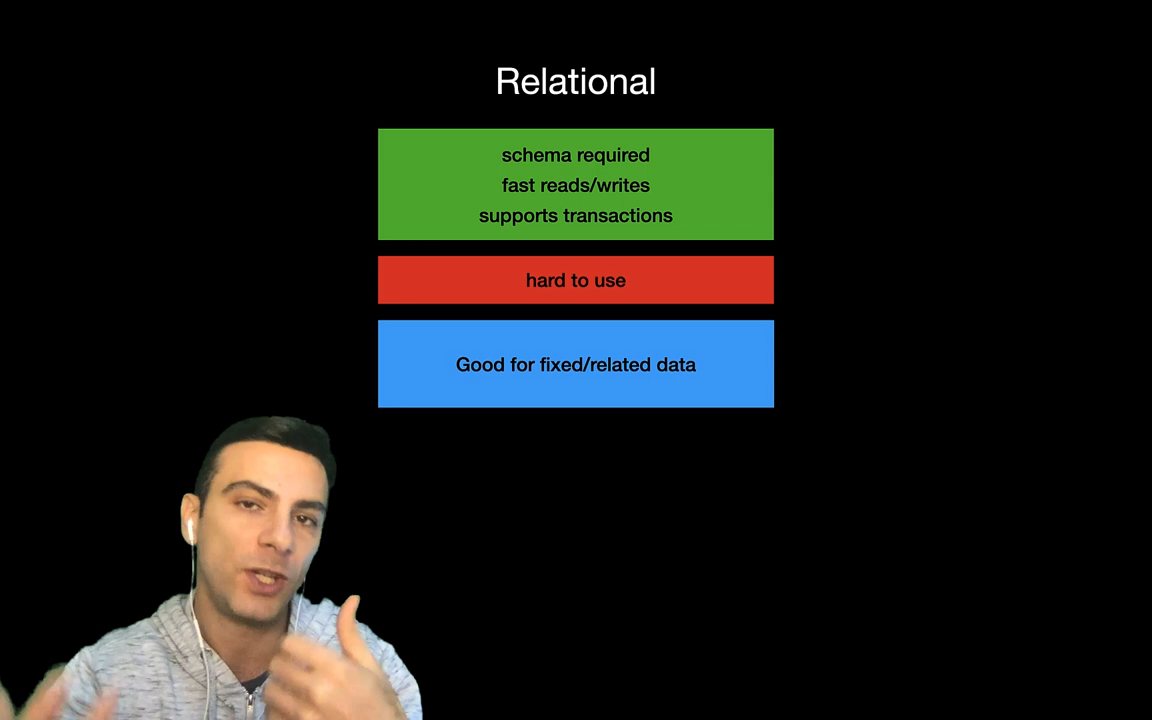 Relational
schema required
fast reads/writes
supports transactions
hard to use
Good for fixed/related data